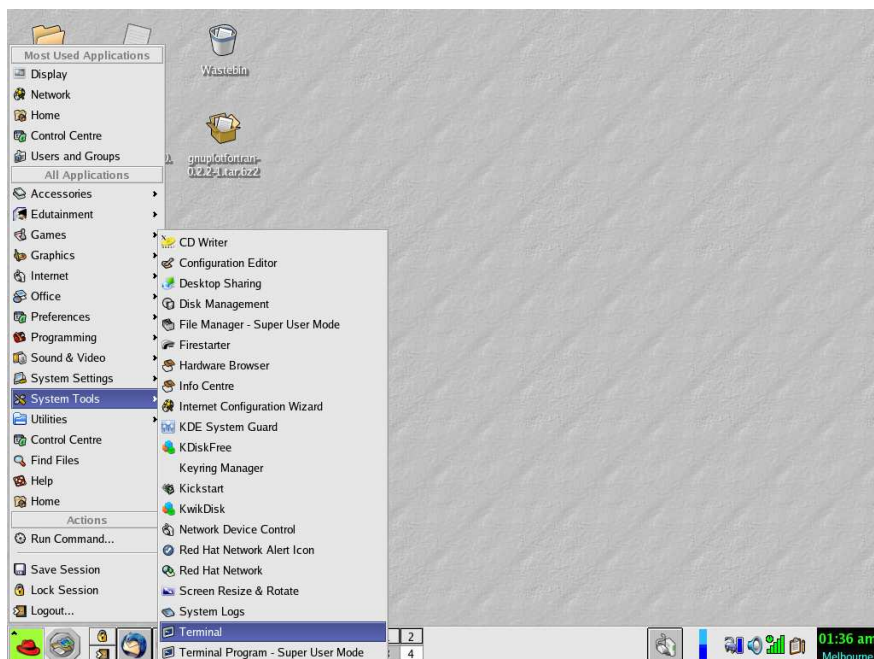 Most Used Applications
Display
Network
Home
Control Centre
Users and Groups
All Applications
Accessories
Edutainment
Games
Graphics
Internet
Office
Preferences
Programming
Sound & Video
System Settings
System Tools
Utilities
Control Centre
Find Files
Help
Home
Actions
Run Command...
Save Session
Lock Session
Logout...
Wastebin
gnuplotfortran-
0.2.2-1.tar.bz2
CD Writer
Configuration Editor
Desktop Sharing
Disk Management
File Manager - Super User Mode
Firestarter
Hardware Browser
Info Centre
Internet Configuration Wizard
KDE System Guard
KDiskFree
Keyring Manager
Kickstart
KwikDisk
Network Device Control
Red Hat Network Alert Icon
Red Hat Network
Screen Resize & Rotate
System Logs
Terminal
Terminal Program - Super User Mode
2
4
01:36 am
Melbourne